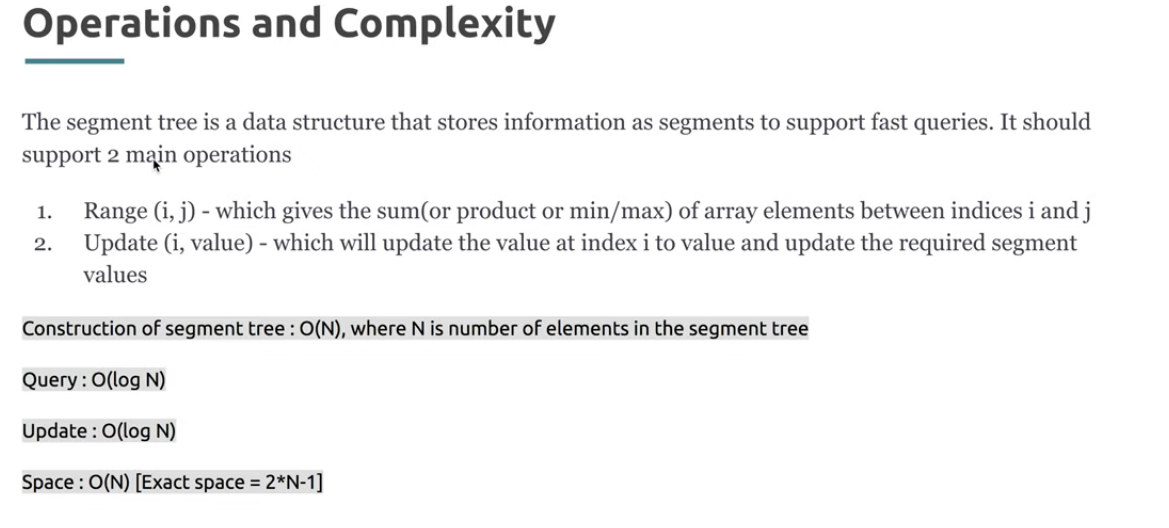 Operations and Complexity
The segment tree is a data structure that stores information as segments to support fast queries. It should
support 2 main operations
1. Range (i, j) - which gives the sum(or product or min/max) of array elements between indices i and j
2. Update (i, value) - which will update the value at index i to value and update the required segment
values
Construction of segment tree : O(N), where N is number of elements in the segment tree
Query : O(log N)
Update : O(log N)
Space : O(N) [Exact space = 2*N-1]